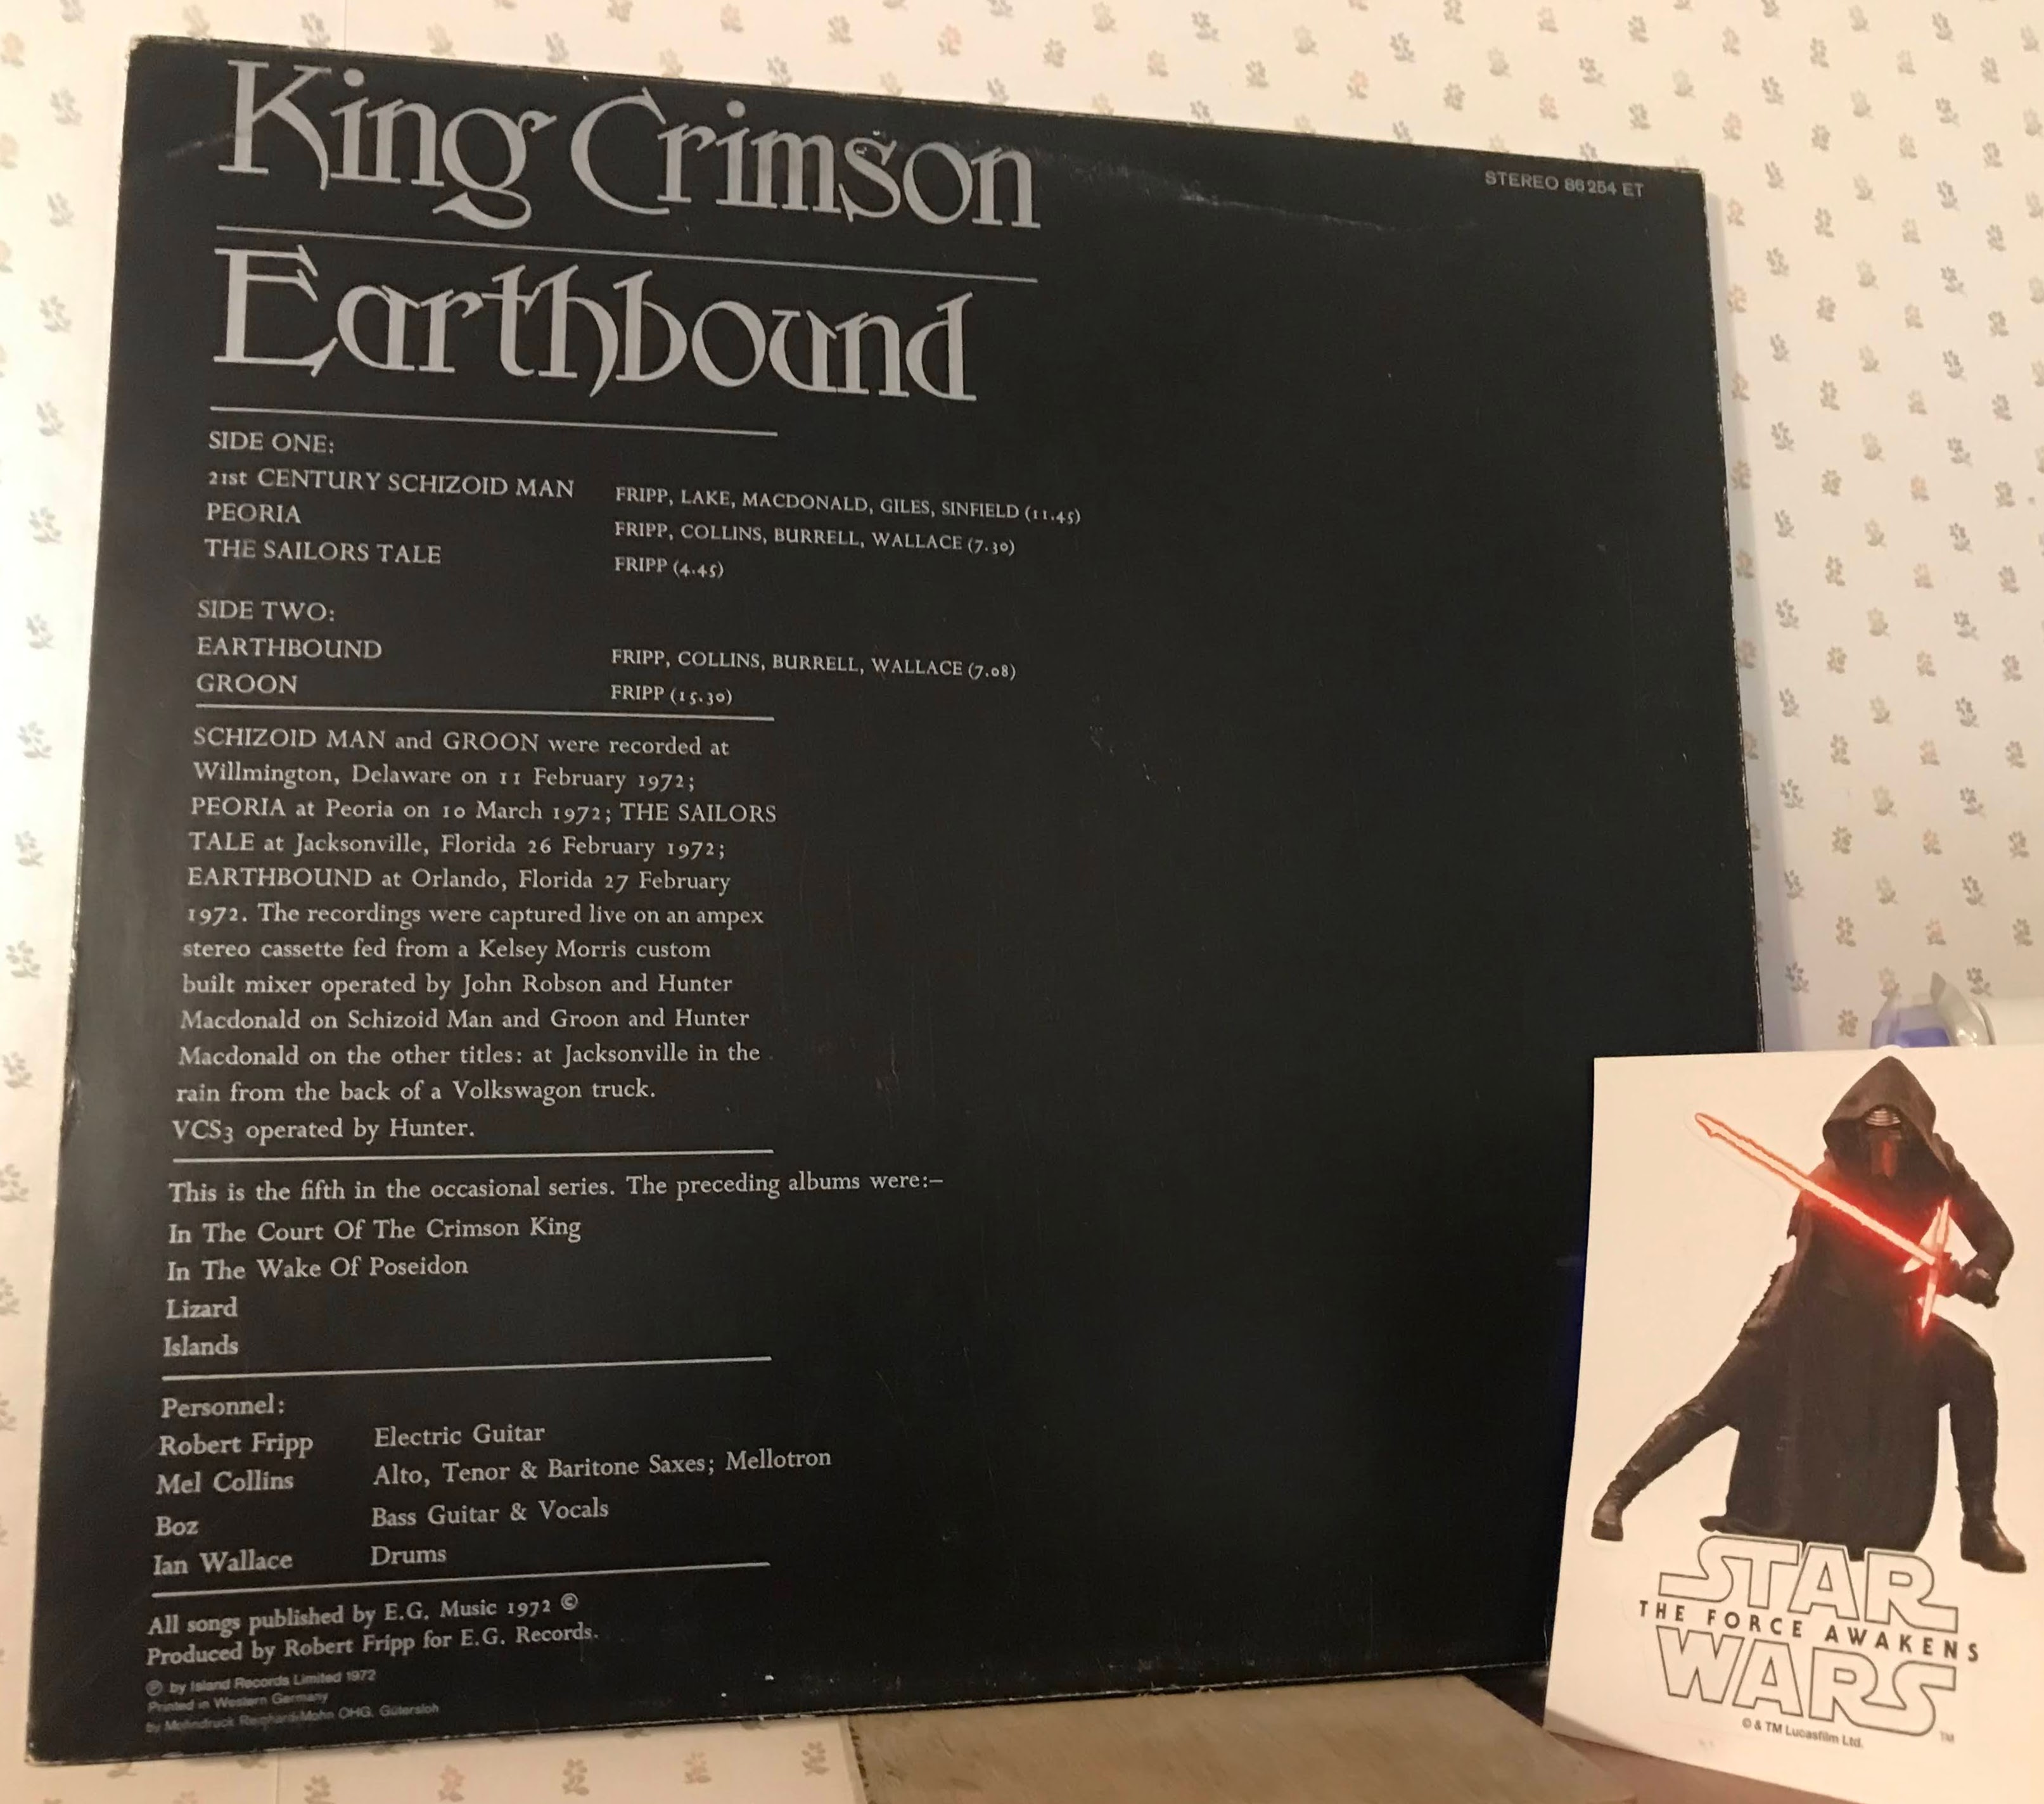 King Crimson
STEREO 86 254 ET
Earthbound
SIDE ONE:
21st CENTURY SCHIZOID MAN FRIPP, LAKE, MACDONALD, GILES, SINFIELD (11.45)
PEORIA FRIPP, COLLINS, BURRELL, WALLACE (7.30)
THE SAILORS TALE FRIPP (4.45)
SIDE TWO:
EARTHBOUND FRIPP, COLLINS, BURRELL, WALLACE (7.08)
GROON FRIPP (15.30)
SCHIZOID MAN and GROON were recorded at
Willmington, Delaware on 11 February 1972;
PEORIA at Peoria on 10 March 1972; THE SAILORS
TALE at Jacksonville, Florida 26 February 1972;
EARTHBOUND at Orlando, Florida 27 February
1972. The recordings were captured live on an ampex
stereo cassette fed from a Kelsey Morris custom
built mixer operated by John Robson and Hunter
Macdonald on Schizoid Man and Groon and Hunter
Macdonald on the other titles: at Jacksonville in the
rain from the back of a Volkswagon truck.
VCS3 operated by Hunter.
This is the fifth in the occasional series. The preceding albums were:–
In The Court Of The Crimson King
In The Wake Of Poseidon
Lizard
Islands
Personnel:
Robert Fripp Electric Guitar
Mel Collins Alto, Tenor & Baritone Saxes; Mellotron
Boz Bass Guitar & Vocals
Ian Wallace Drums
All songs published by E.G. Music 1972 ©
Produced by Robert Fripp for E.G. Records.
℗ by Island Records Limited 1972
Printed in Western Germany
by Mohndruck Reinhard Mohn OHG. Gütersloh
STAR
THE FORCE AWAKENS
WARS
TM
© & TM Lucasfilm Ltd.